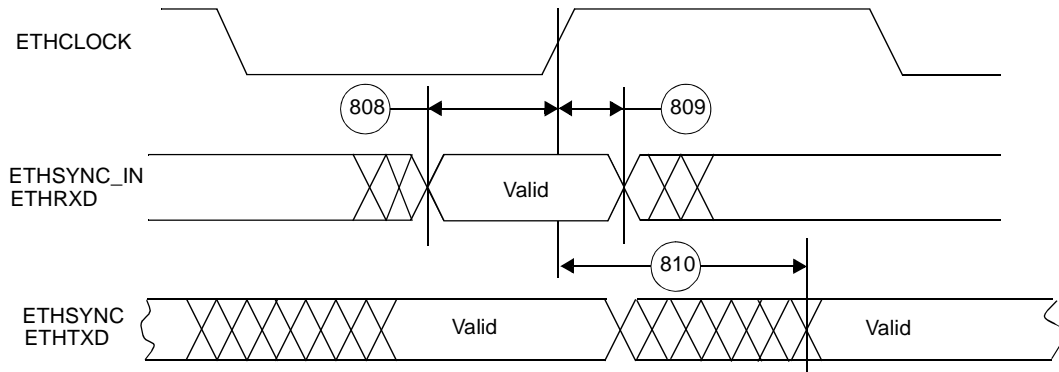 ETHCLOCK
808
809
ETHSYNC_IN
ETHRXD
Valid
810
ETHSYNC
ETHTXD
Valid
Valid